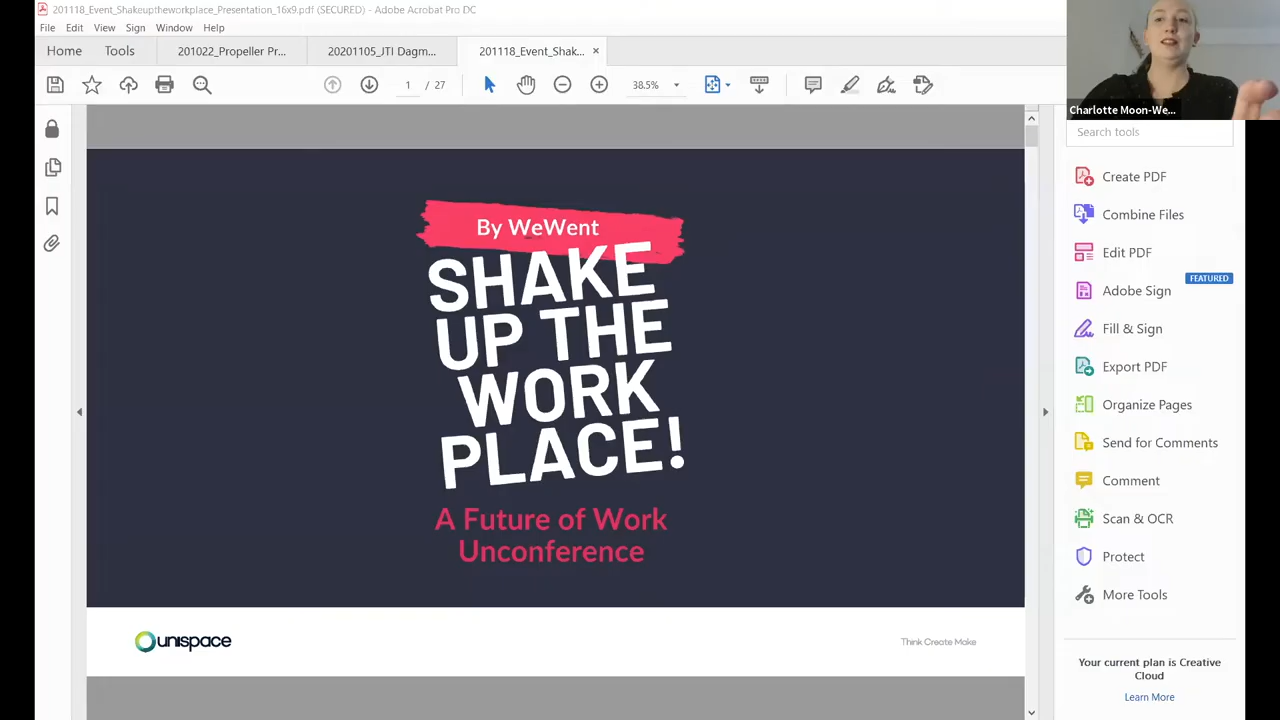 201118_Event_Shakeuptheworkplace_Presentation_16x9.pdf (SECURED) - Adobe Acrobat Pro DC
File Edit View Sign Window Help
Home Tools 201022_Propeller Pr... 20201105_JTI Dagm... 201118_Event_Shak... ×
1 / 27 38.5%
Charlotte Moon-We...
Search tools
Create PDF
Combine Files
Edit PDF
FEATURED
Adobe Sign
Fill & Sign
Export PDF
Organize Pages
Send for Comments
Comment
Scan & OCR
Protect
More Tools
Your current plan is Creative
Cloud
Learn More
By WeWent
SHAKE
UP THE
WORK
PLACE!
A Future of Work
Unconference
unispace
Think Create Make